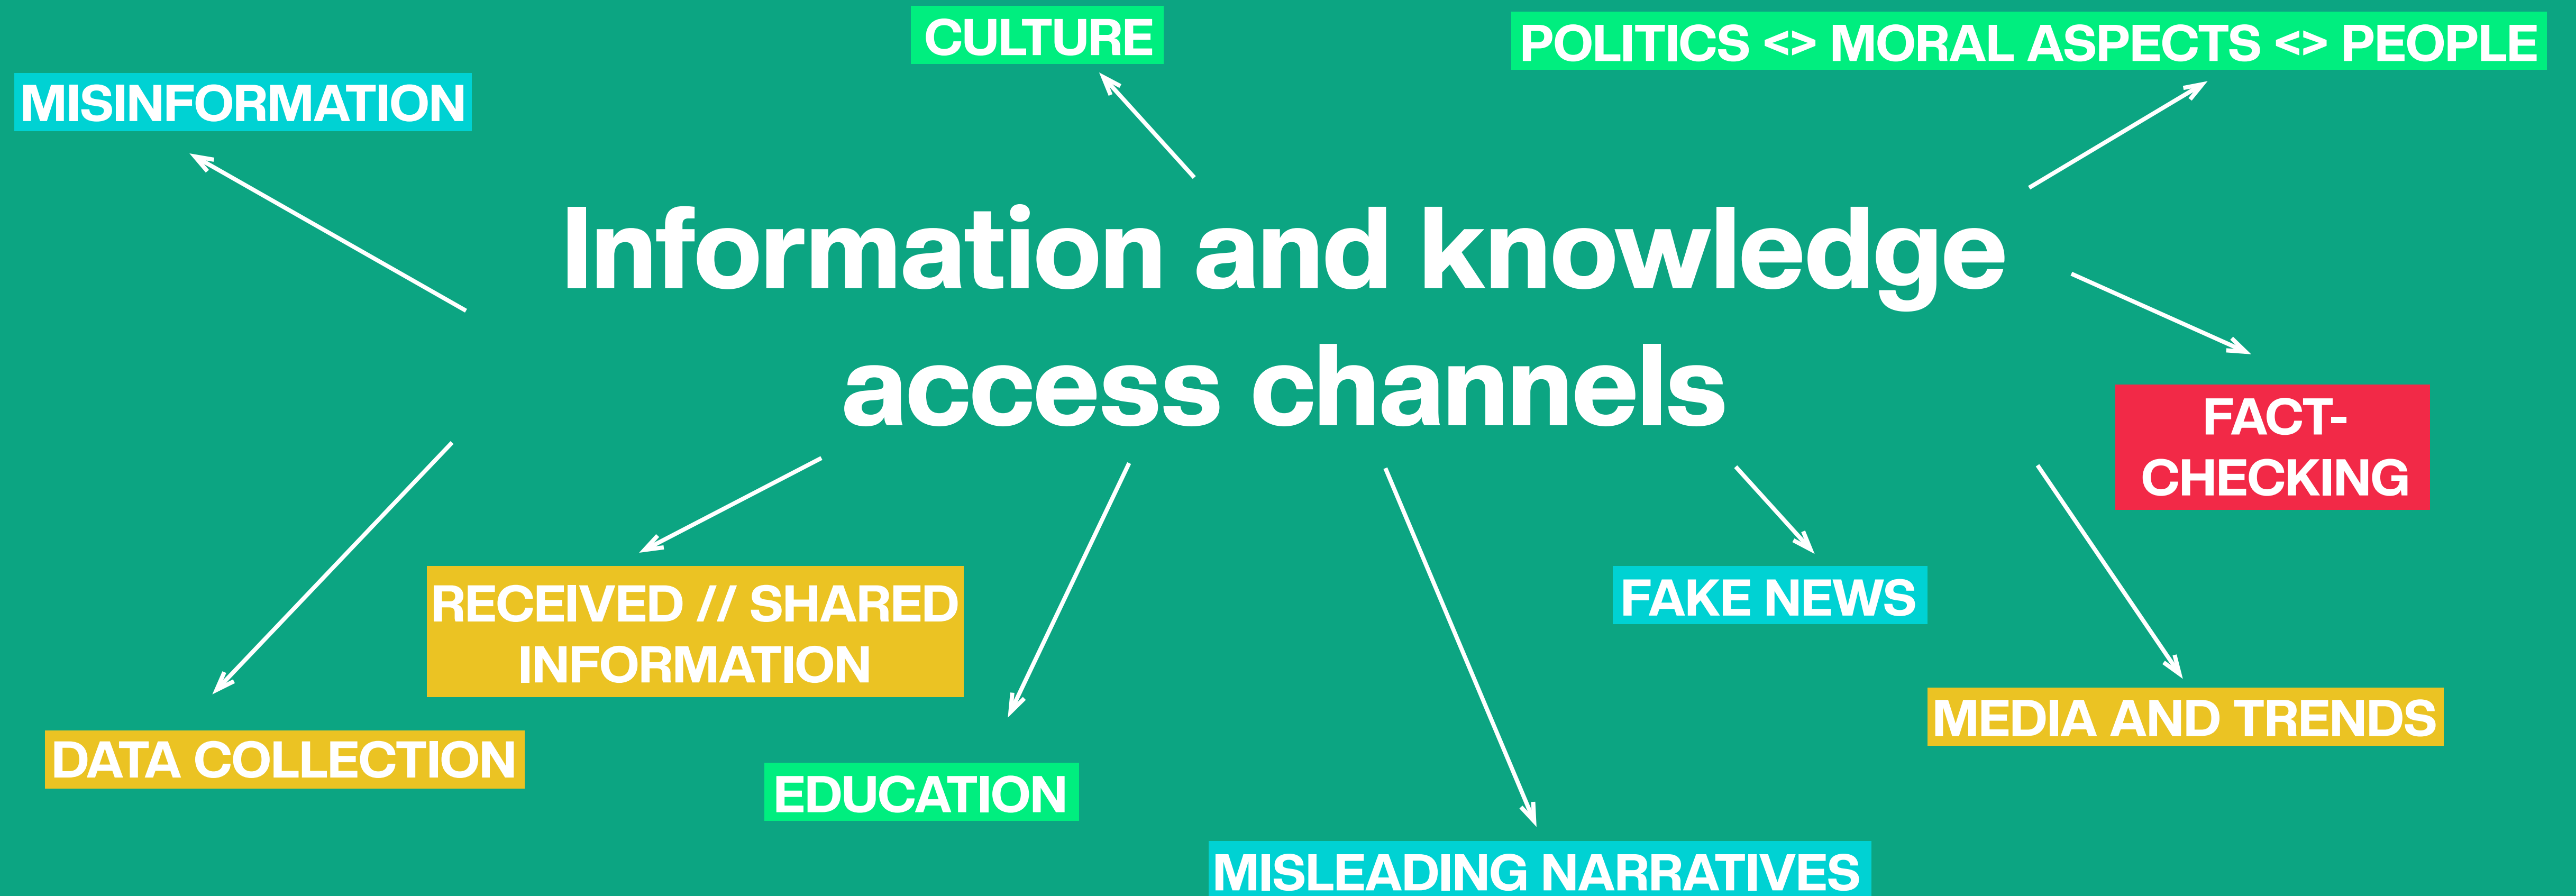 CULTURE
POLITICS <> MORAL ASPECTS <> PEOPLE
MISINFORMATION
Information and knowledge
access channels
FACT-
CHECKING
RECEIVED // SHARED
INFORMATION
FAKE NEWS
MEDIA AND TRENDS
DATA COLLECTION
EDUCATION
MISLEADING NARRATIVES